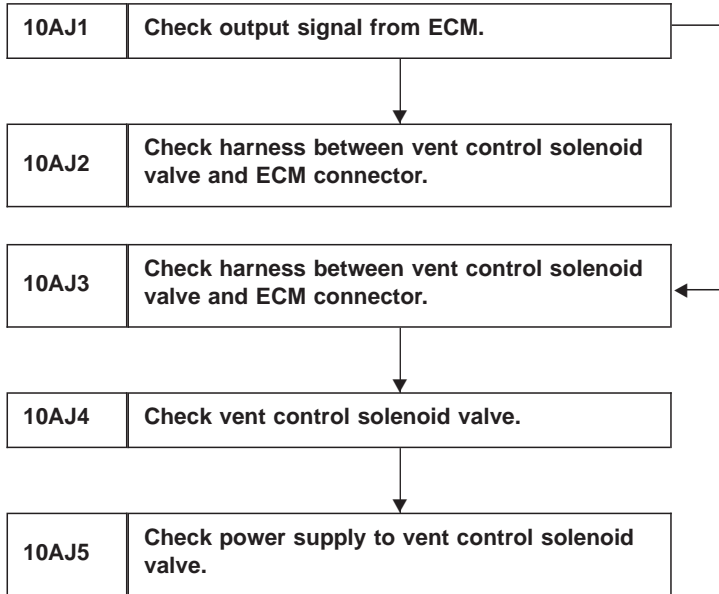 10AJ1 Check output signal from ECM.
10AJ2 Check harness between vent control solenoid
valve and ECM connector.
10AJ3 Check harness between vent control solenoid
valve and ECM connector.
10AJ4 Check vent control solenoid valve.
10AJ5 Check power supply to vent control solenoid
valve.